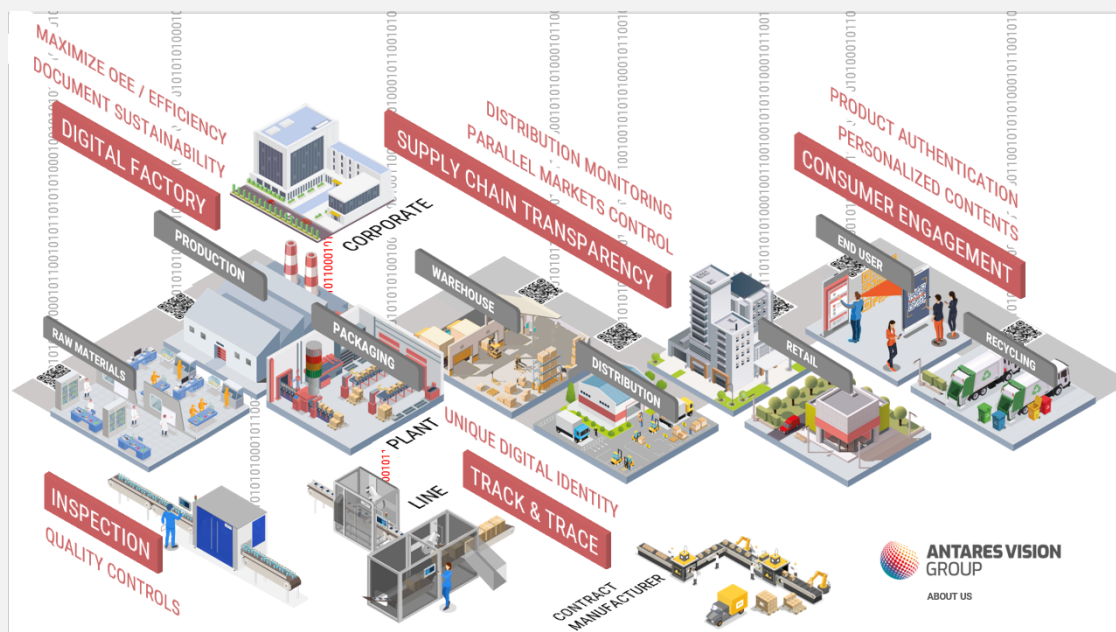 MAXIMIZE OEE / EFFICIENCY
DOCUMENT SUSTAINABILITY
DIGITAL FACTORY
CORPORATE
DISTRIBUTION MONITORING
PARALLEL MARKETS CONTROL
SUPPLY CHAIN TRANSPARENCY
PRODUCT AUTHENTICATION
PERSONALIZED CONTENTS
CONSUMER ENGAGEMENT
RAW MATERIALS
PRODUCTION
PACKAGING
WAREHOUSE
DISTRIBUTION
RETAIL
END USER
RECYCLING
PLANT
LINE
INSPECTION
QUALITY CONTROLS
UNIQUE DIGITAL IDENTITY
TRACK & TRACE
CONTRACT
MANUFACTURER
ANTARES VISION
GROUP
ABOUT US